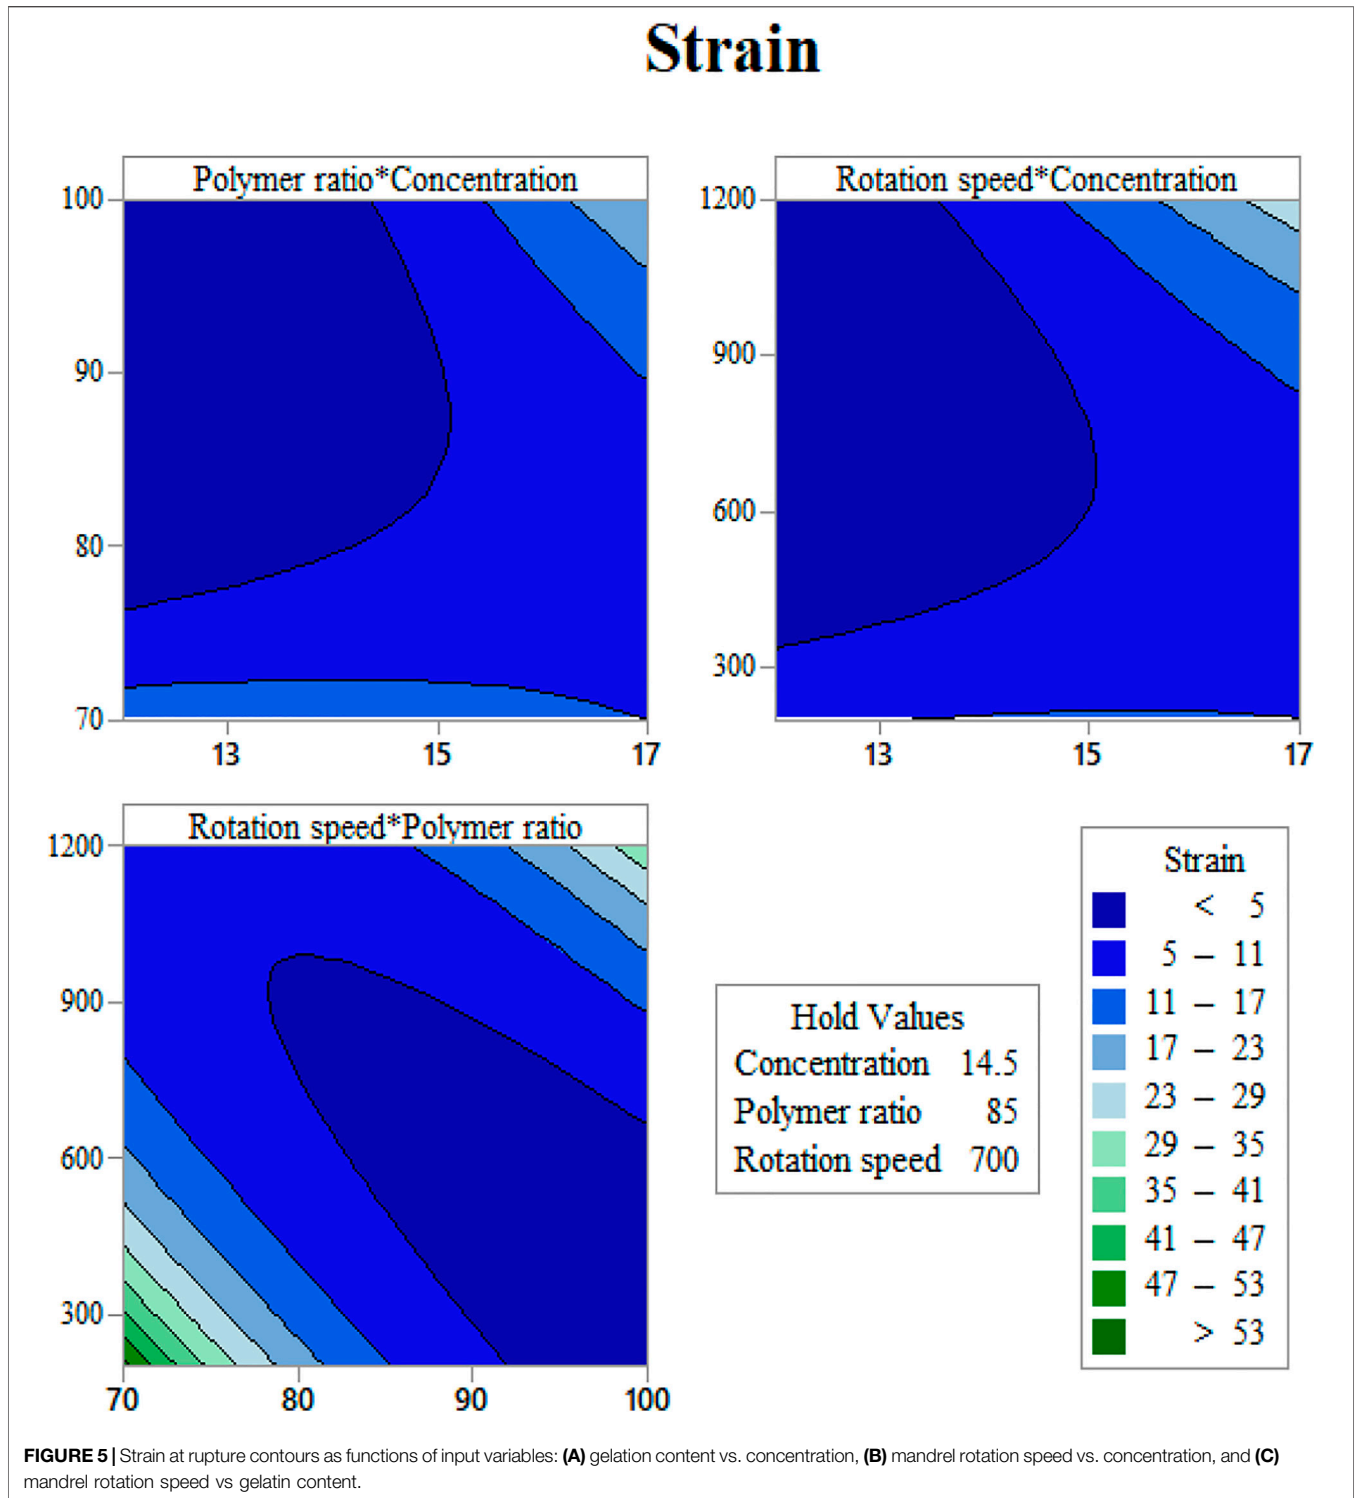 Strain
Polymer ratio*Concentration
100
90
80
70
13 15 17
Rotation speed*Concentration
1200
900
600
300
13 15 17
Rotation speed*Polymer ratio
1200
900
600
300
70 80 90 100
Hold Values
Concentration 14.5
Polymer ratio 85
Rotation speed 700
Strain
< 5
5 – 11
11 – 17
17 – 23
23 – 29
29 – 35
35 – 41
41 – 47
47 – 53
> 53
FIGURE 5 | Strain at rupture contours as functions of input variables: (A) gelation content vs. concentration, (B) mandrel rotation speed vs. concentration, and (C)
mandrel rotation speed vs gelatin content.